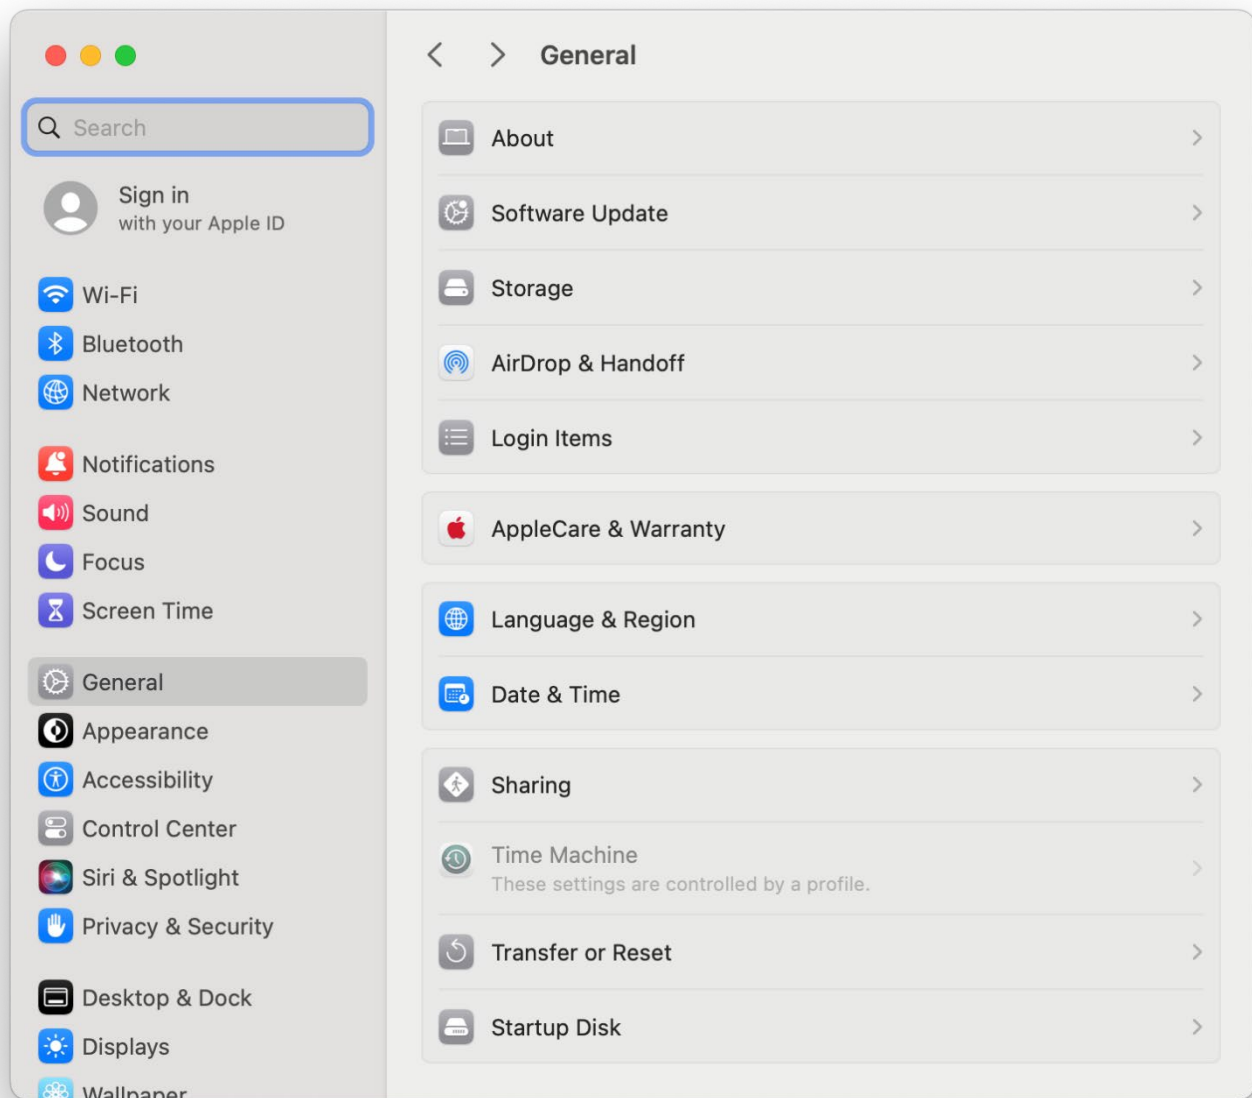 Search
Sign in
with your Apple ID
Wi-Fi
Bluetooth
Network
Notifications
Sound
Focus
Screen Time
General
Appearance
Accessibility
Control Center
Siri & Spotlight
Privacy & Security
Desktop & Dock
Displays
Wallpaper
General
About
Software Update
Storage
AirDrop & Handoff
Login Items
AppleCare & Warranty
Language & Region
Date & Time
Sharing
Time Machine
These settings are controlled by a profile.
Transfer or Reset
Startup Disk